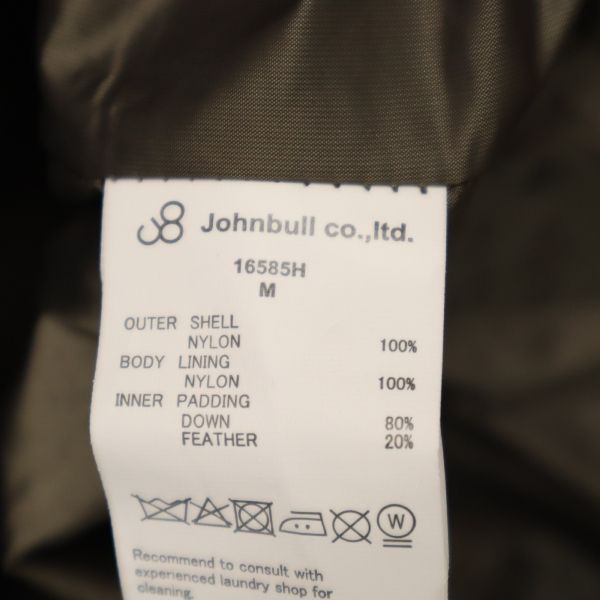 Johnbull co.,ltd.
16585H
M
OUTER SHELL
NYLON 100%
BODY LINING
NYLON 100%
INNER PADDING
DOWN 80%
FEATHER 20%
W
Recommend to consult with
experienced laundry shop for
cleaning.